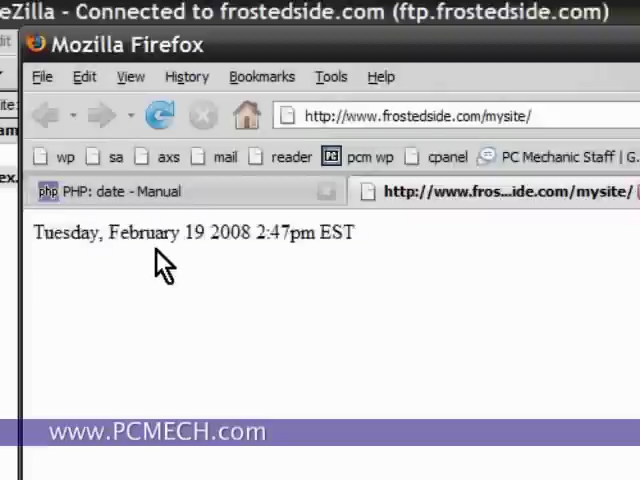 eZilla - Connected to frostedside.com (ftp.frostedside.com)
Mozilla Firefox
File Edit View History Bookmarks Tools Help
http://www.frostedside.com/mysite/
wp sa axs mail reader pcm wp cpanel PC Mechanic Staff | G.
php PHP: date - Manual http://www.fros...ide.com/mysite/
Tuesday, February 19 2008 2:47pm EST
www.PCMECH.com